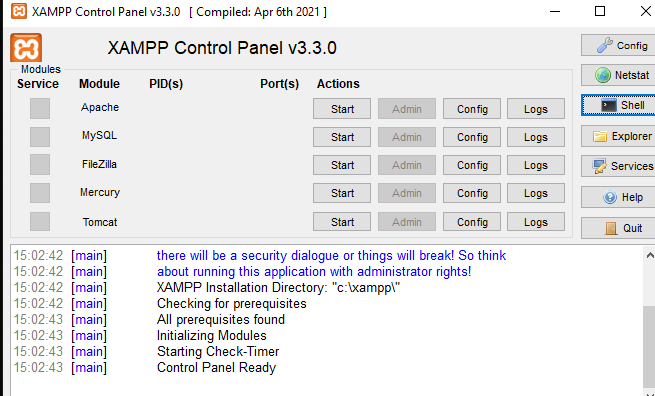 XAMPP Control Panel v3.3.0 [ Compiled: Apr 6th 2021 ]
XAMPP Control Panel v3.3.0
Config
Modules
Service Module PID(s) Port(s) Actions
Netstat
Apache Start Admin Config Logs
Shell
MySQL Start Admin Config Logs
Explorer
FileZilla Start Admin Config Logs
Services
Mercury Start Admin Config Logs
Help
Tomcat Start Admin Config Logs
Quit
15:02:42 [main] there will be a security dialogue or things will break! So think
15:02:42 [main] about running this application with administrator rights!
15:02:42 [main] XAMPP Installation Directory: "c:\xampp\"
15:02:42 [main] Checking for prerequisites
15:02:43 [main] All prerequisites found
15:02:43 [main] Initializing Modules
15:02:43 [main] Starting Check-Timer
15:02:43 [main] Control Panel Ready